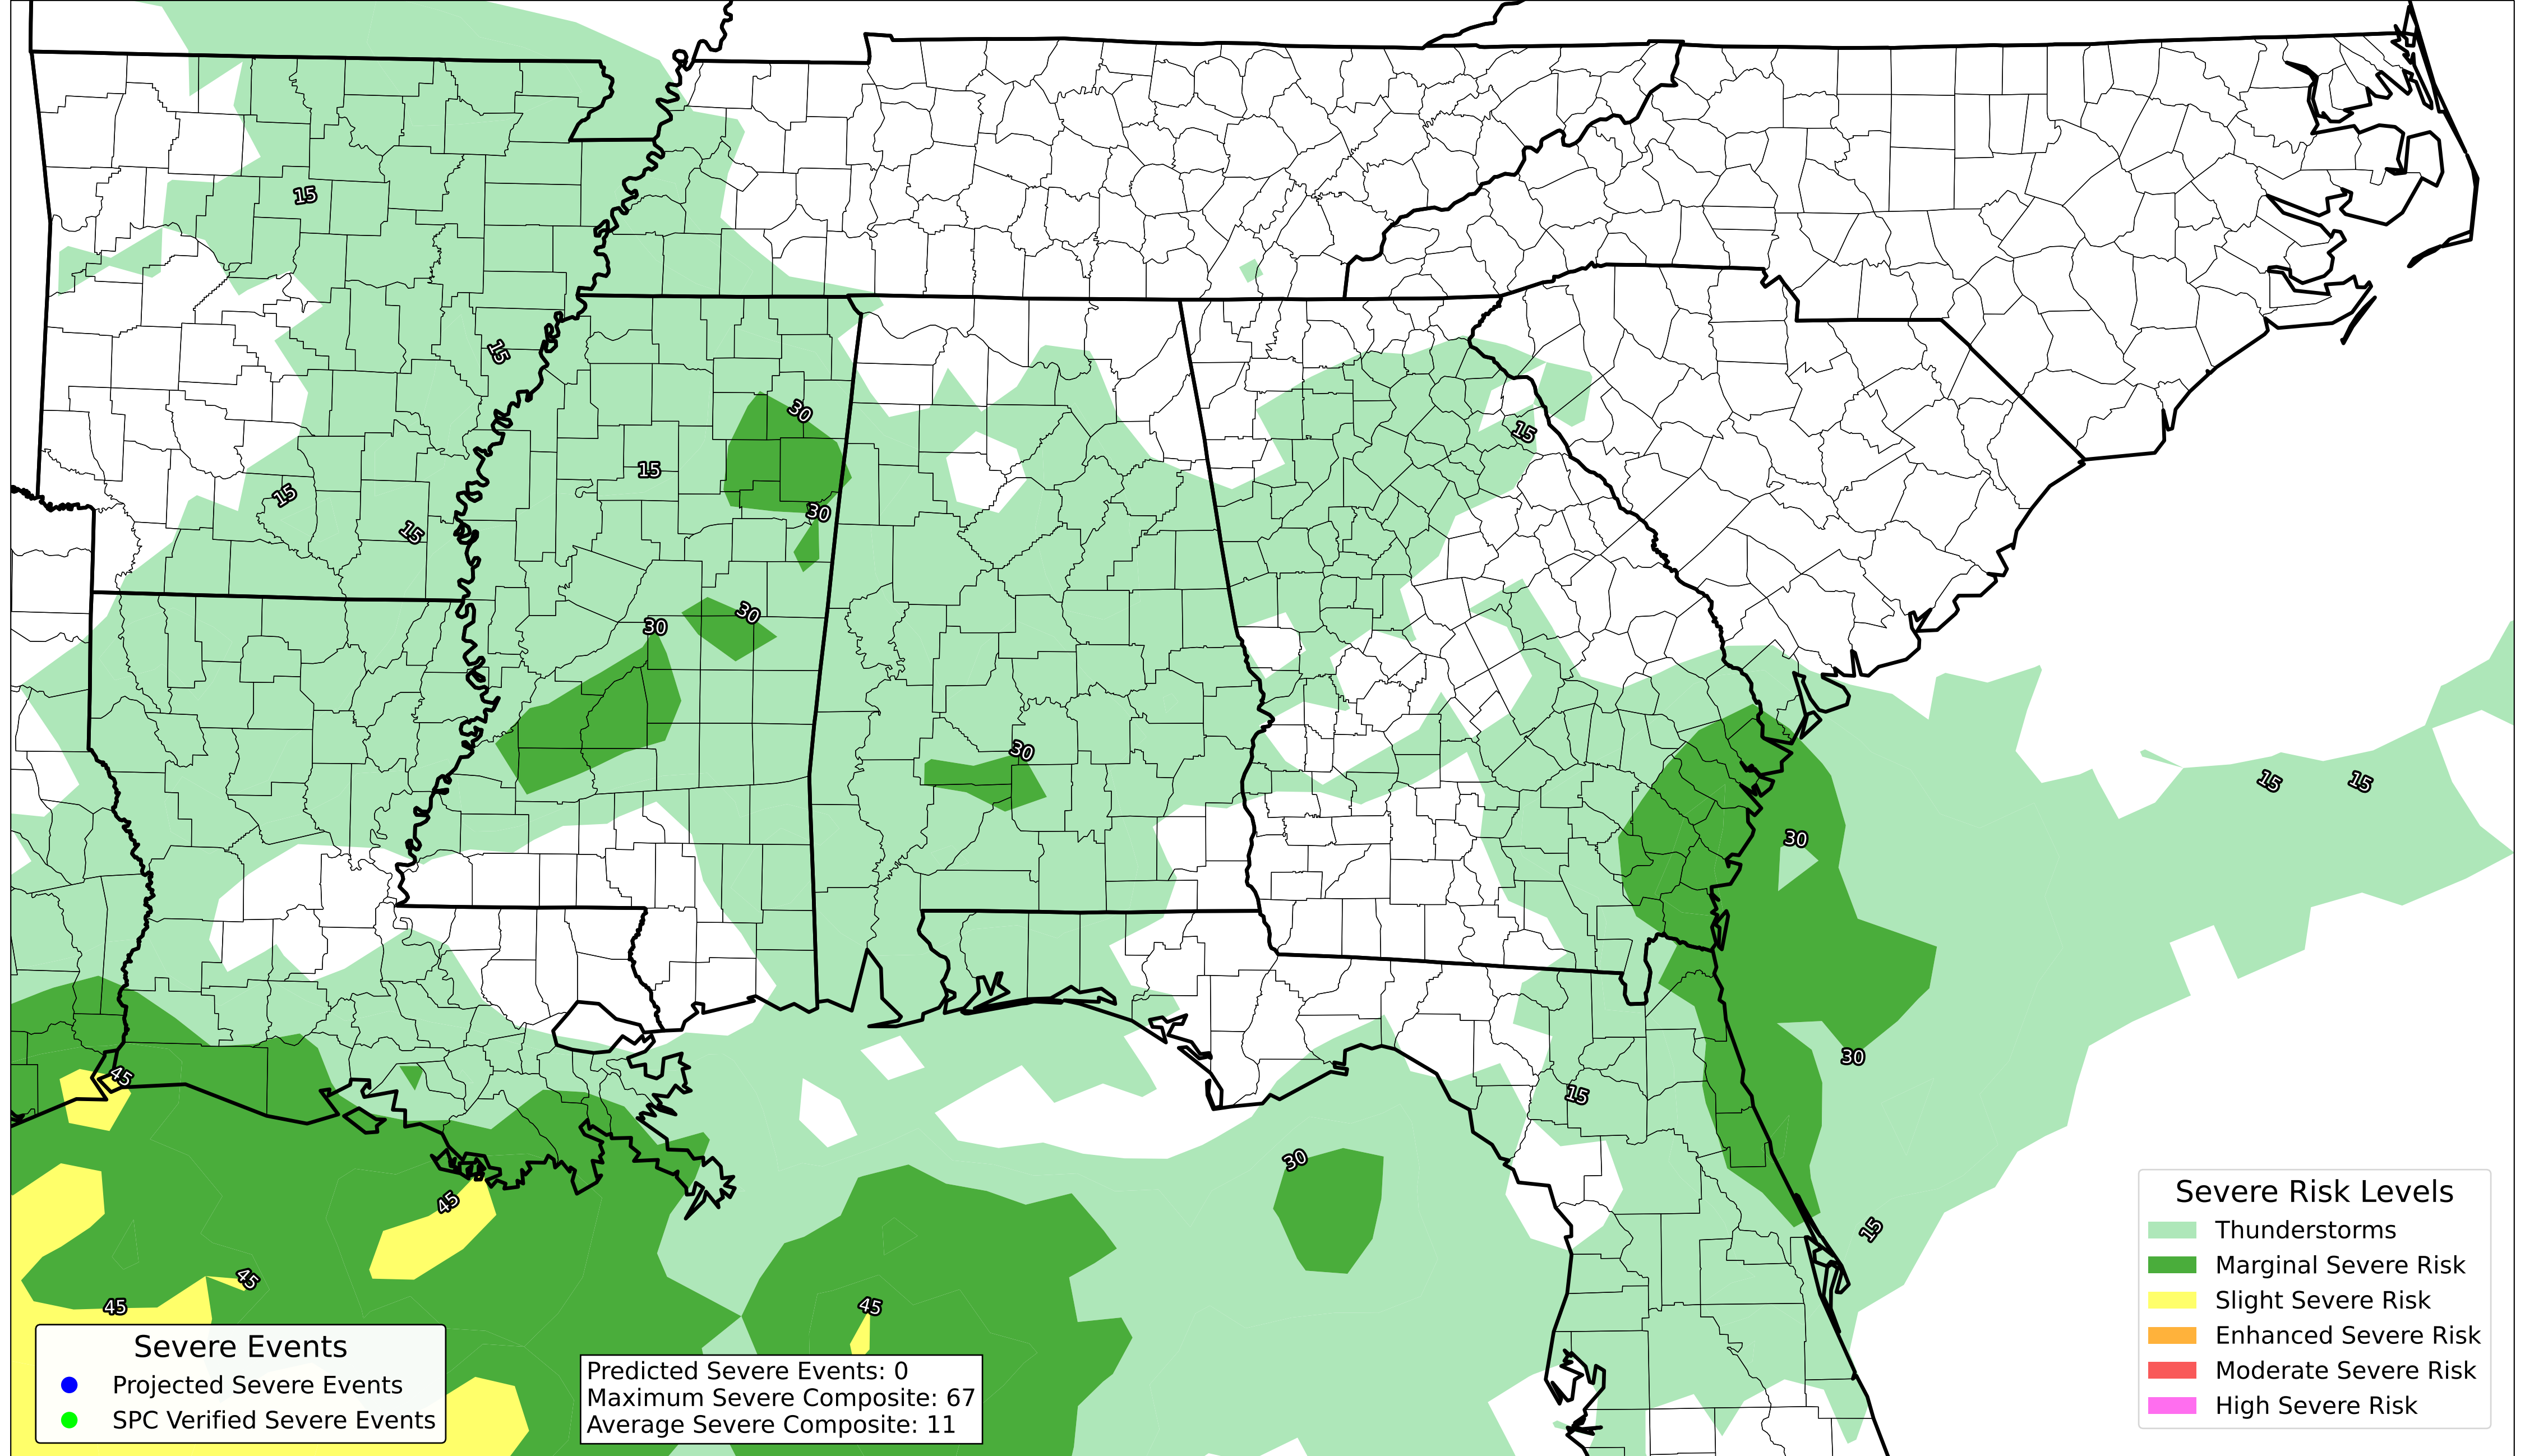 15
15
30
15
15
30
15
15
30
30
30
15
15
30
30
45
15
30
45
15
45
45
45
Severe Events
Projected Severe Events
SPC Verified Severe Events
Predicted Severe Events: 0
Maximum Severe Composite: 67
Average Severe Composite: 11
Severe Risk Levels
Thunderstorms
Marginal Severe Risk
Slight Severe Risk
Enhanced Severe Risk
Moderate Severe Risk
High Severe Risk